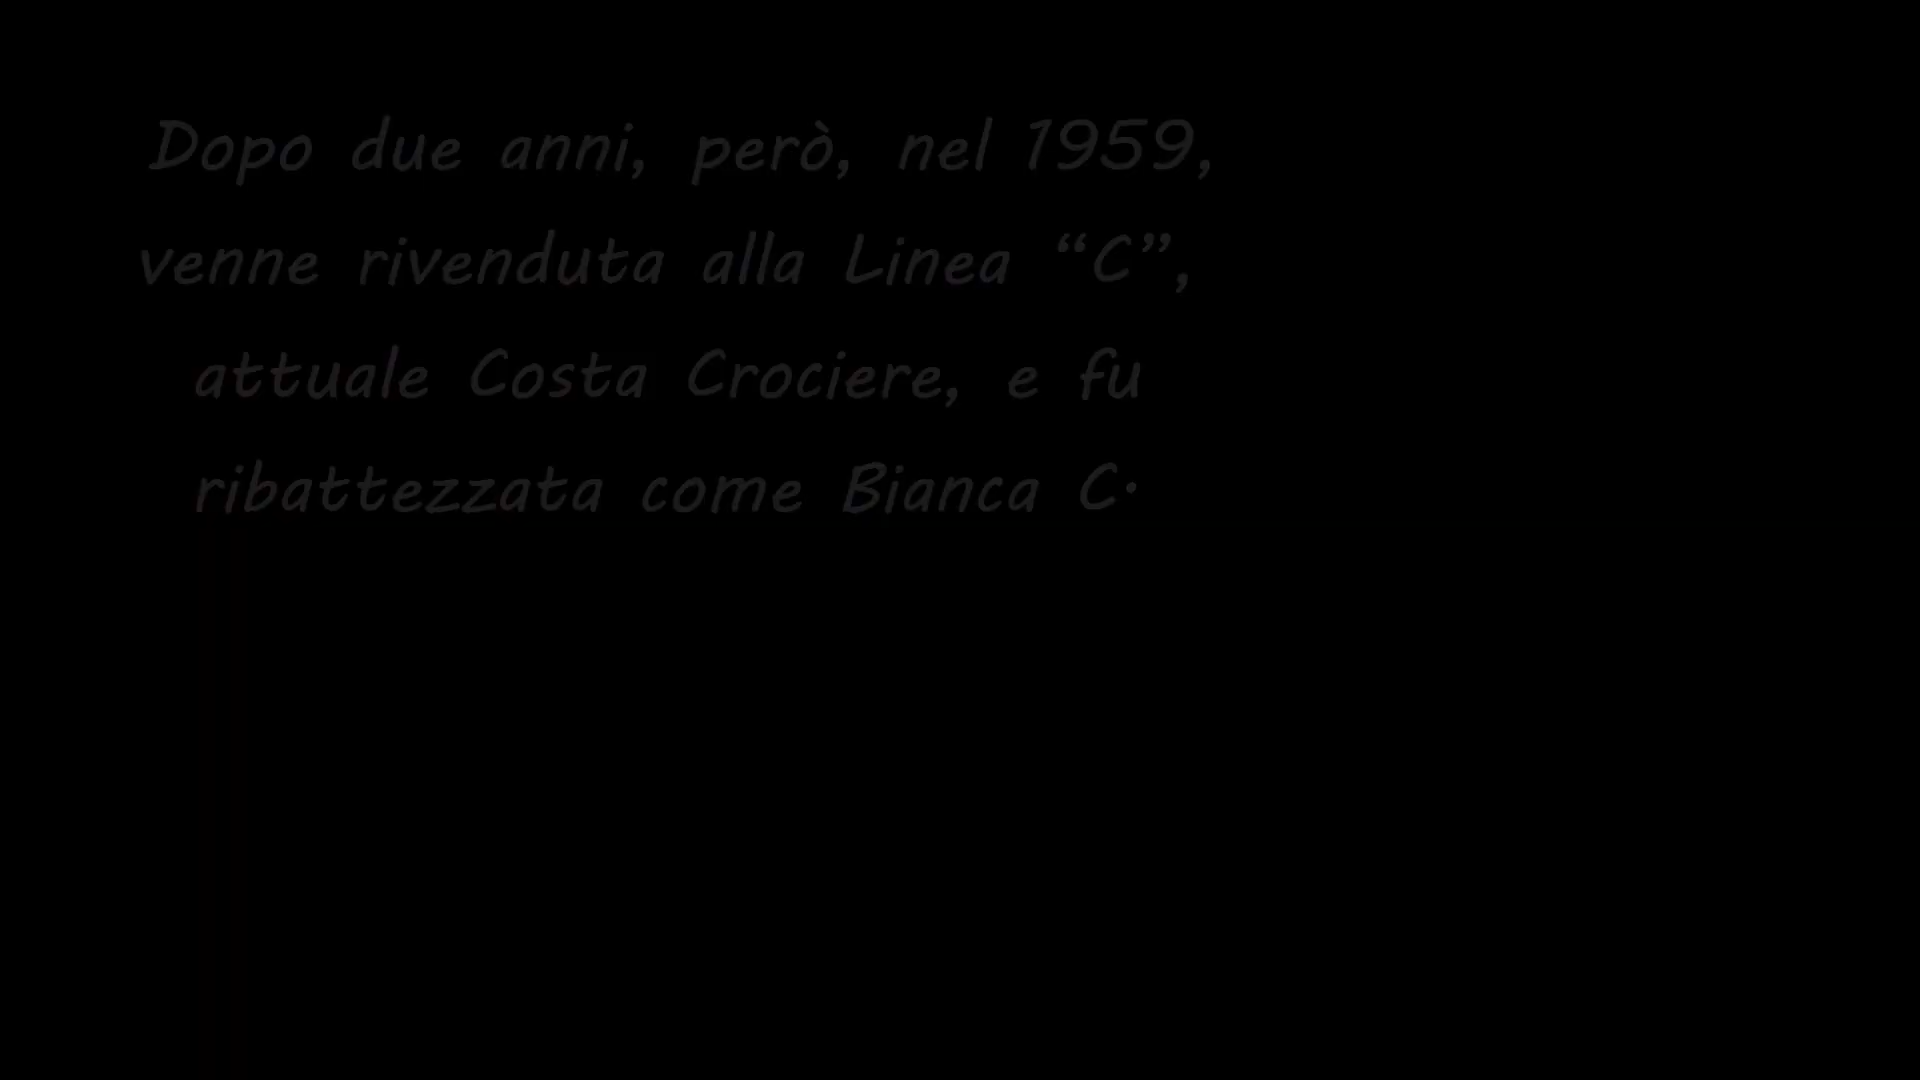 Dopo due anni, però, nel 1959,
venne rivenduta alla Linea “C”,
attuale Costa Crociere, e fu
ribattezzata come Bianca C.